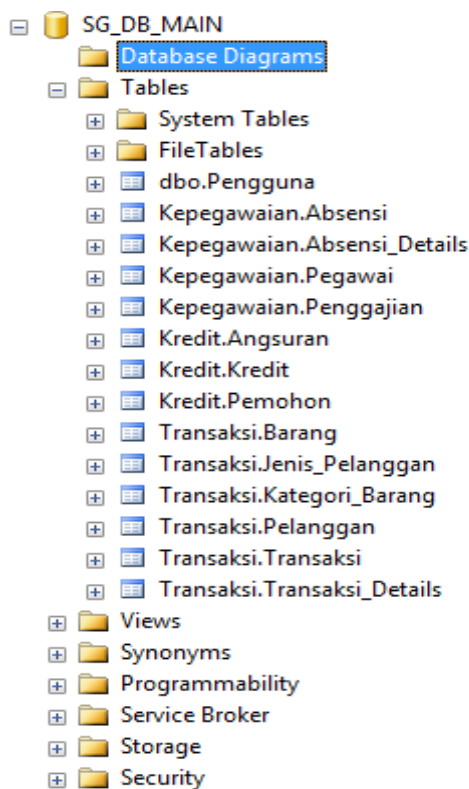 SG_DB_MAIN
Database Diagrams
Tables
System Tables
FileTables
dbo.Pengguna
Kepegawaian.Absensi
Kepegawaian.Absensi_Details
Kepegawaian.Pegawai
Kepegawaian.Penggajian
Kredit.Angsuran
Kredit.Kredit
Kredit.Pemohon
Transaksi.Barang
Transaksi.Jenis_Pelanggan
Transaksi.Kategori_Barang
Transaksi.Pelanggan
Transaksi.Transaksi
Transaksi.Transaksi_Details
Views
Synonyms
Programmability
Service Broker
Storage
Security